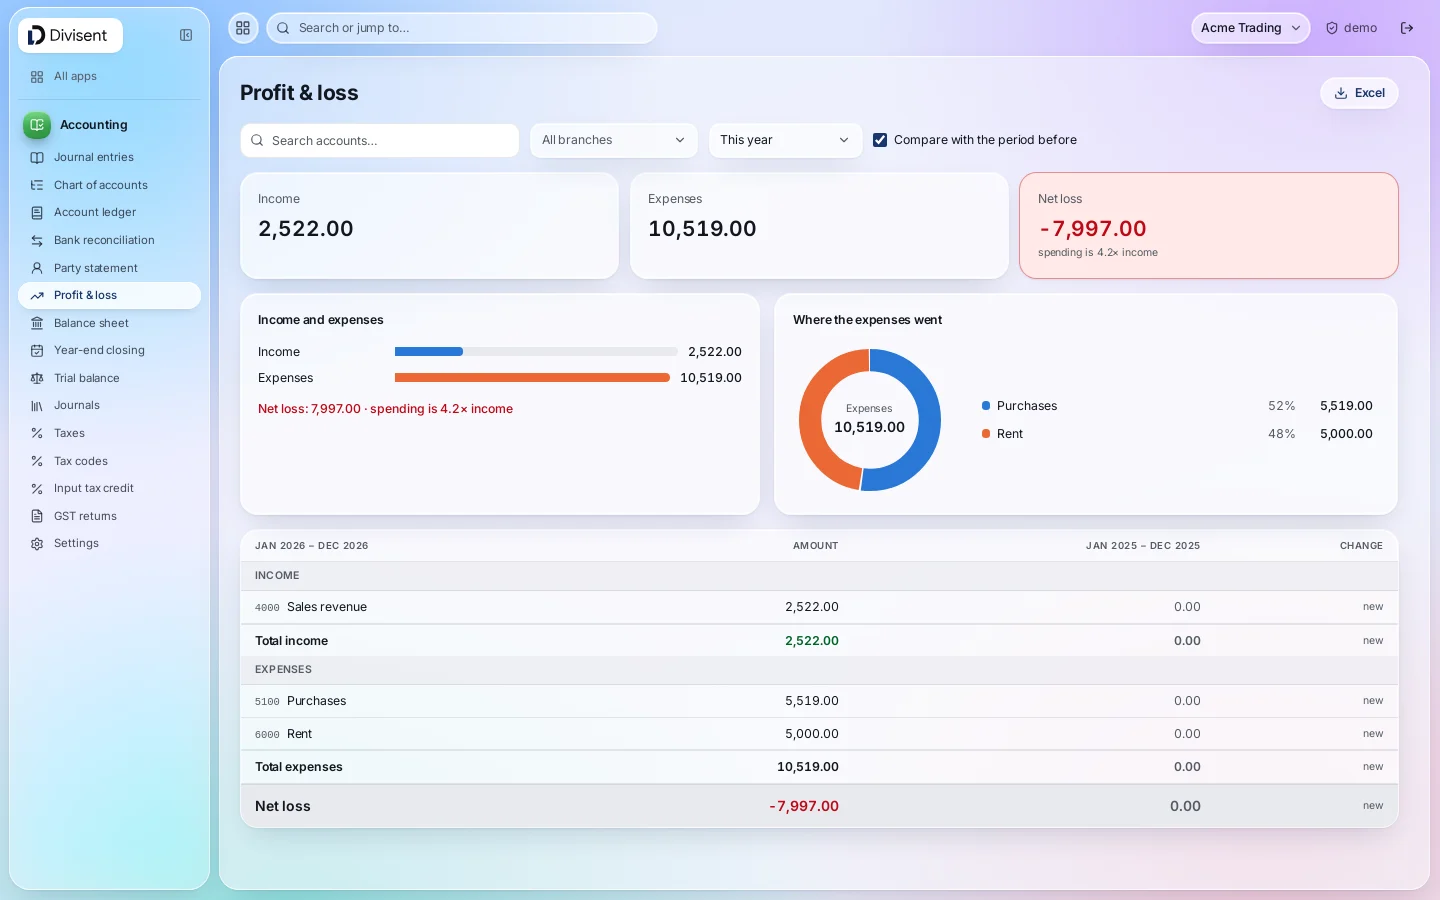 Divisent
Search or jump to...
Acme Trading
demo
All apps
Accounting
Journal entries
Chart of accounts
Account ledger
Bank reconciliation
Party statement
Profit & loss
Balance sheet
Year-end closing
Trial balance
Journals
Taxes
Tax codes
Input tax credit
GST returns
Settings
Profit & loss
Excel
Search accounts...
All branches
This year
Compare with the period before
Income
2,522.00
Expenses
10,519.00
Net loss
-7,997.00
spending is 4.2× income
Income and expenses
Income 2,522.00
Expenses 10,519.00
Net loss: 7,997.00 · spending is 4.2× income
Where the expenses went
Expenses
10,519.00
Purchases 52% 5,519.00
Rent 48% 5,000.00
JAN 2026 – DEC 2026 AMOUNT JAN 2025 – DEC 2025 CHANGE
INCOME
4000 Sales revenue 2,522.00 0.00 new
Total income 2,522.00 0.00 new
EXPENSES
5100 Purchases 5,519.00 0.00 new
6000 Rent 5,000.00 0.00 new
Total expenses 10,519.00 0.00 new
Net loss -7,997.00 0.00 new